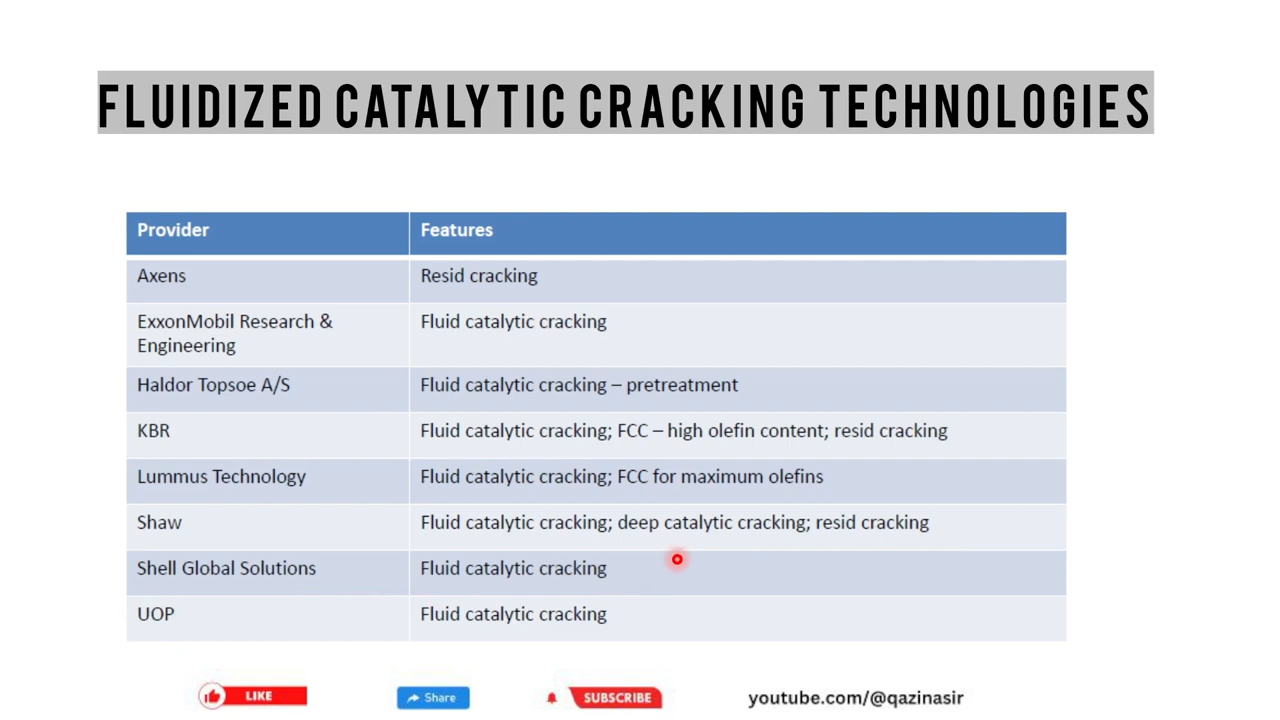 FLUIDIZED CATALYTIC CRACKING TECHNOLOGIES
Provider Features
Axens Resid cracking
ExxonMobil Research & Fluid catalytic cracking
Engineering
Haldor Topsoe A/S Fluid catalytic cracking – pretreatment
KBR Fluid catalytic cracking; FCC – high olefin content; resid cracking
Lummus Technology Fluid catalytic cracking; FCC for maximum olefins
Shaw Fluid catalytic cracking; deep catalytic cracking; resid cracking
Shell Global Solutions Fluid catalytic cracking
UOP Fluid catalytic cracking
LIKE Share SUBSCRIBE youtube.com/@qazinasir